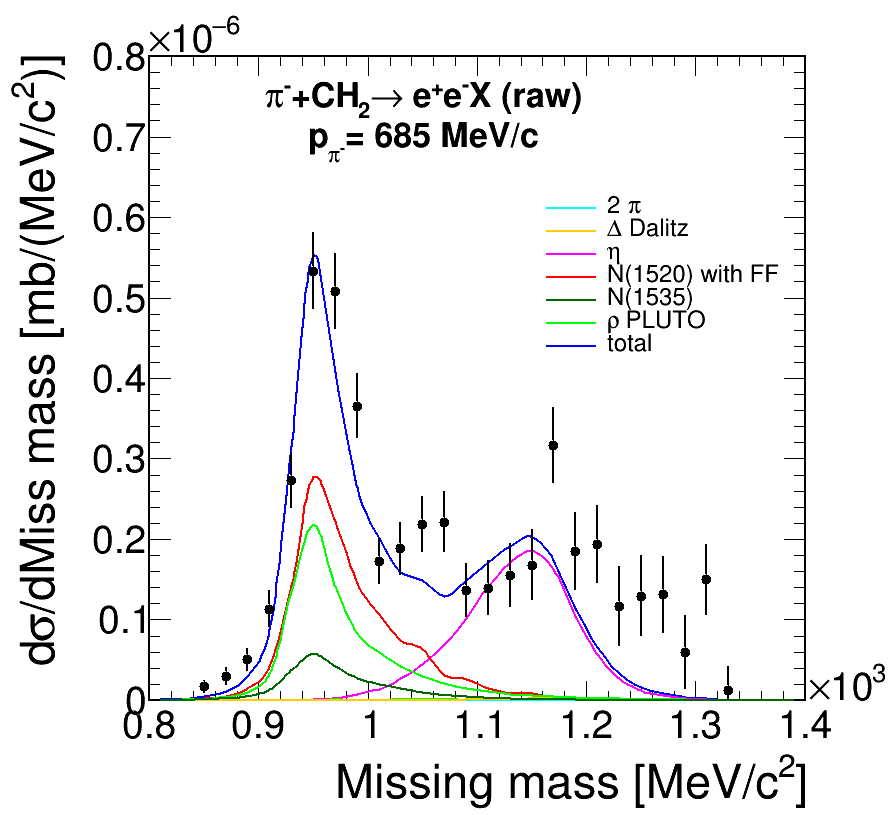 ×10⁻⁶
π⁻+CH₂→ e⁺e⁻X (raw)
p_π⁻= 685 MeV/c
2 π
Δ Dalitz
η
N(1520) with FF
N(1535)
ρ PLUTO
total
dσ/dMiss mass [mb/(MeV/c²)]
0.8
0.7
0.6
0.5
0.4
0.3
0.2
0.1
0
0.8 0.9 1 1.1 1.2 1.3 1.4
×10³
Missing mass [MeV/c²]